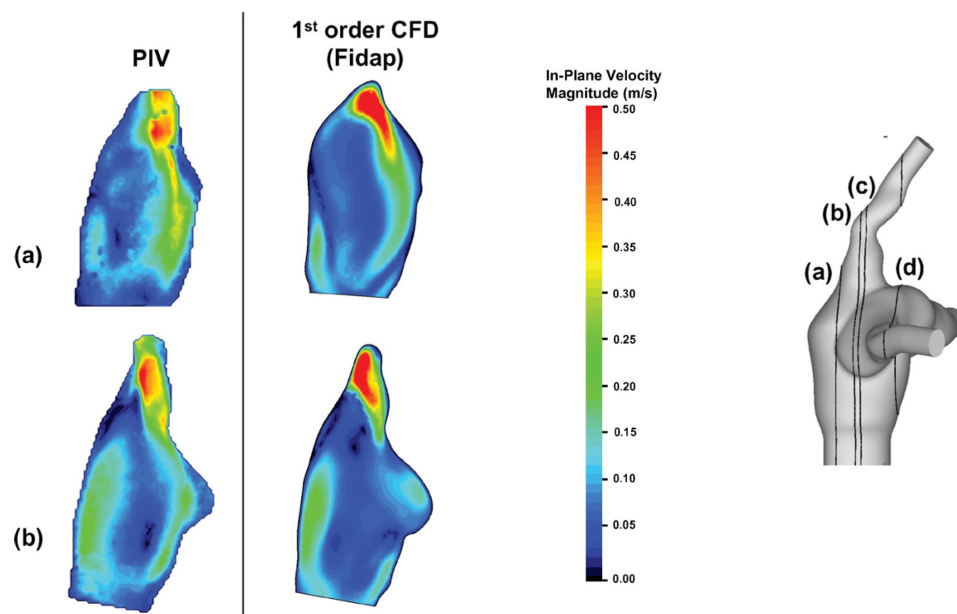 PIV
1st order CFD
(Fidap)
In-Plane Velocity
Magnitude (m/s)
0.50
0.45
0.40
0.35
0.30
0.25
0.20
0.15
0.10
0.05
0.00
(a)
(b)
(c)
(b)
(a)
(d)